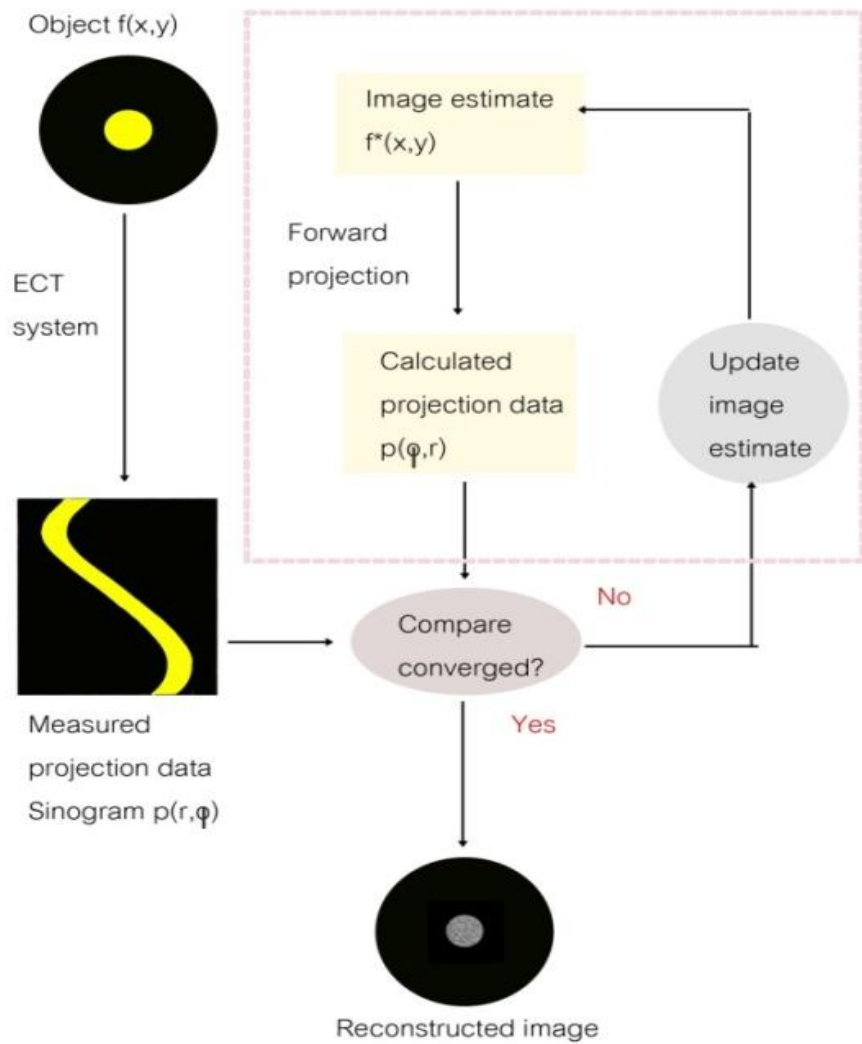 Object f(x,y)
ECT
system
Measured
projection data
Sinogram p(r,φ)
Image estimate
f*(x,y)
Forward
projection
Calculated
projection data
p(φ,r)
Update
image
estimate
Compare
converged?
No
Yes
Reconstructed image